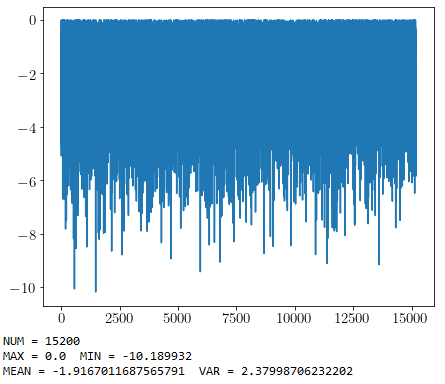 0
−2
−4
−6
−8
−10
0 2500 5000 7500 10000 12500 15000
NUM = 15200
MAX = 0.0  MIN = -10.189932
MEAN = -1.9167011687565791  VAR = 2.37998706232202